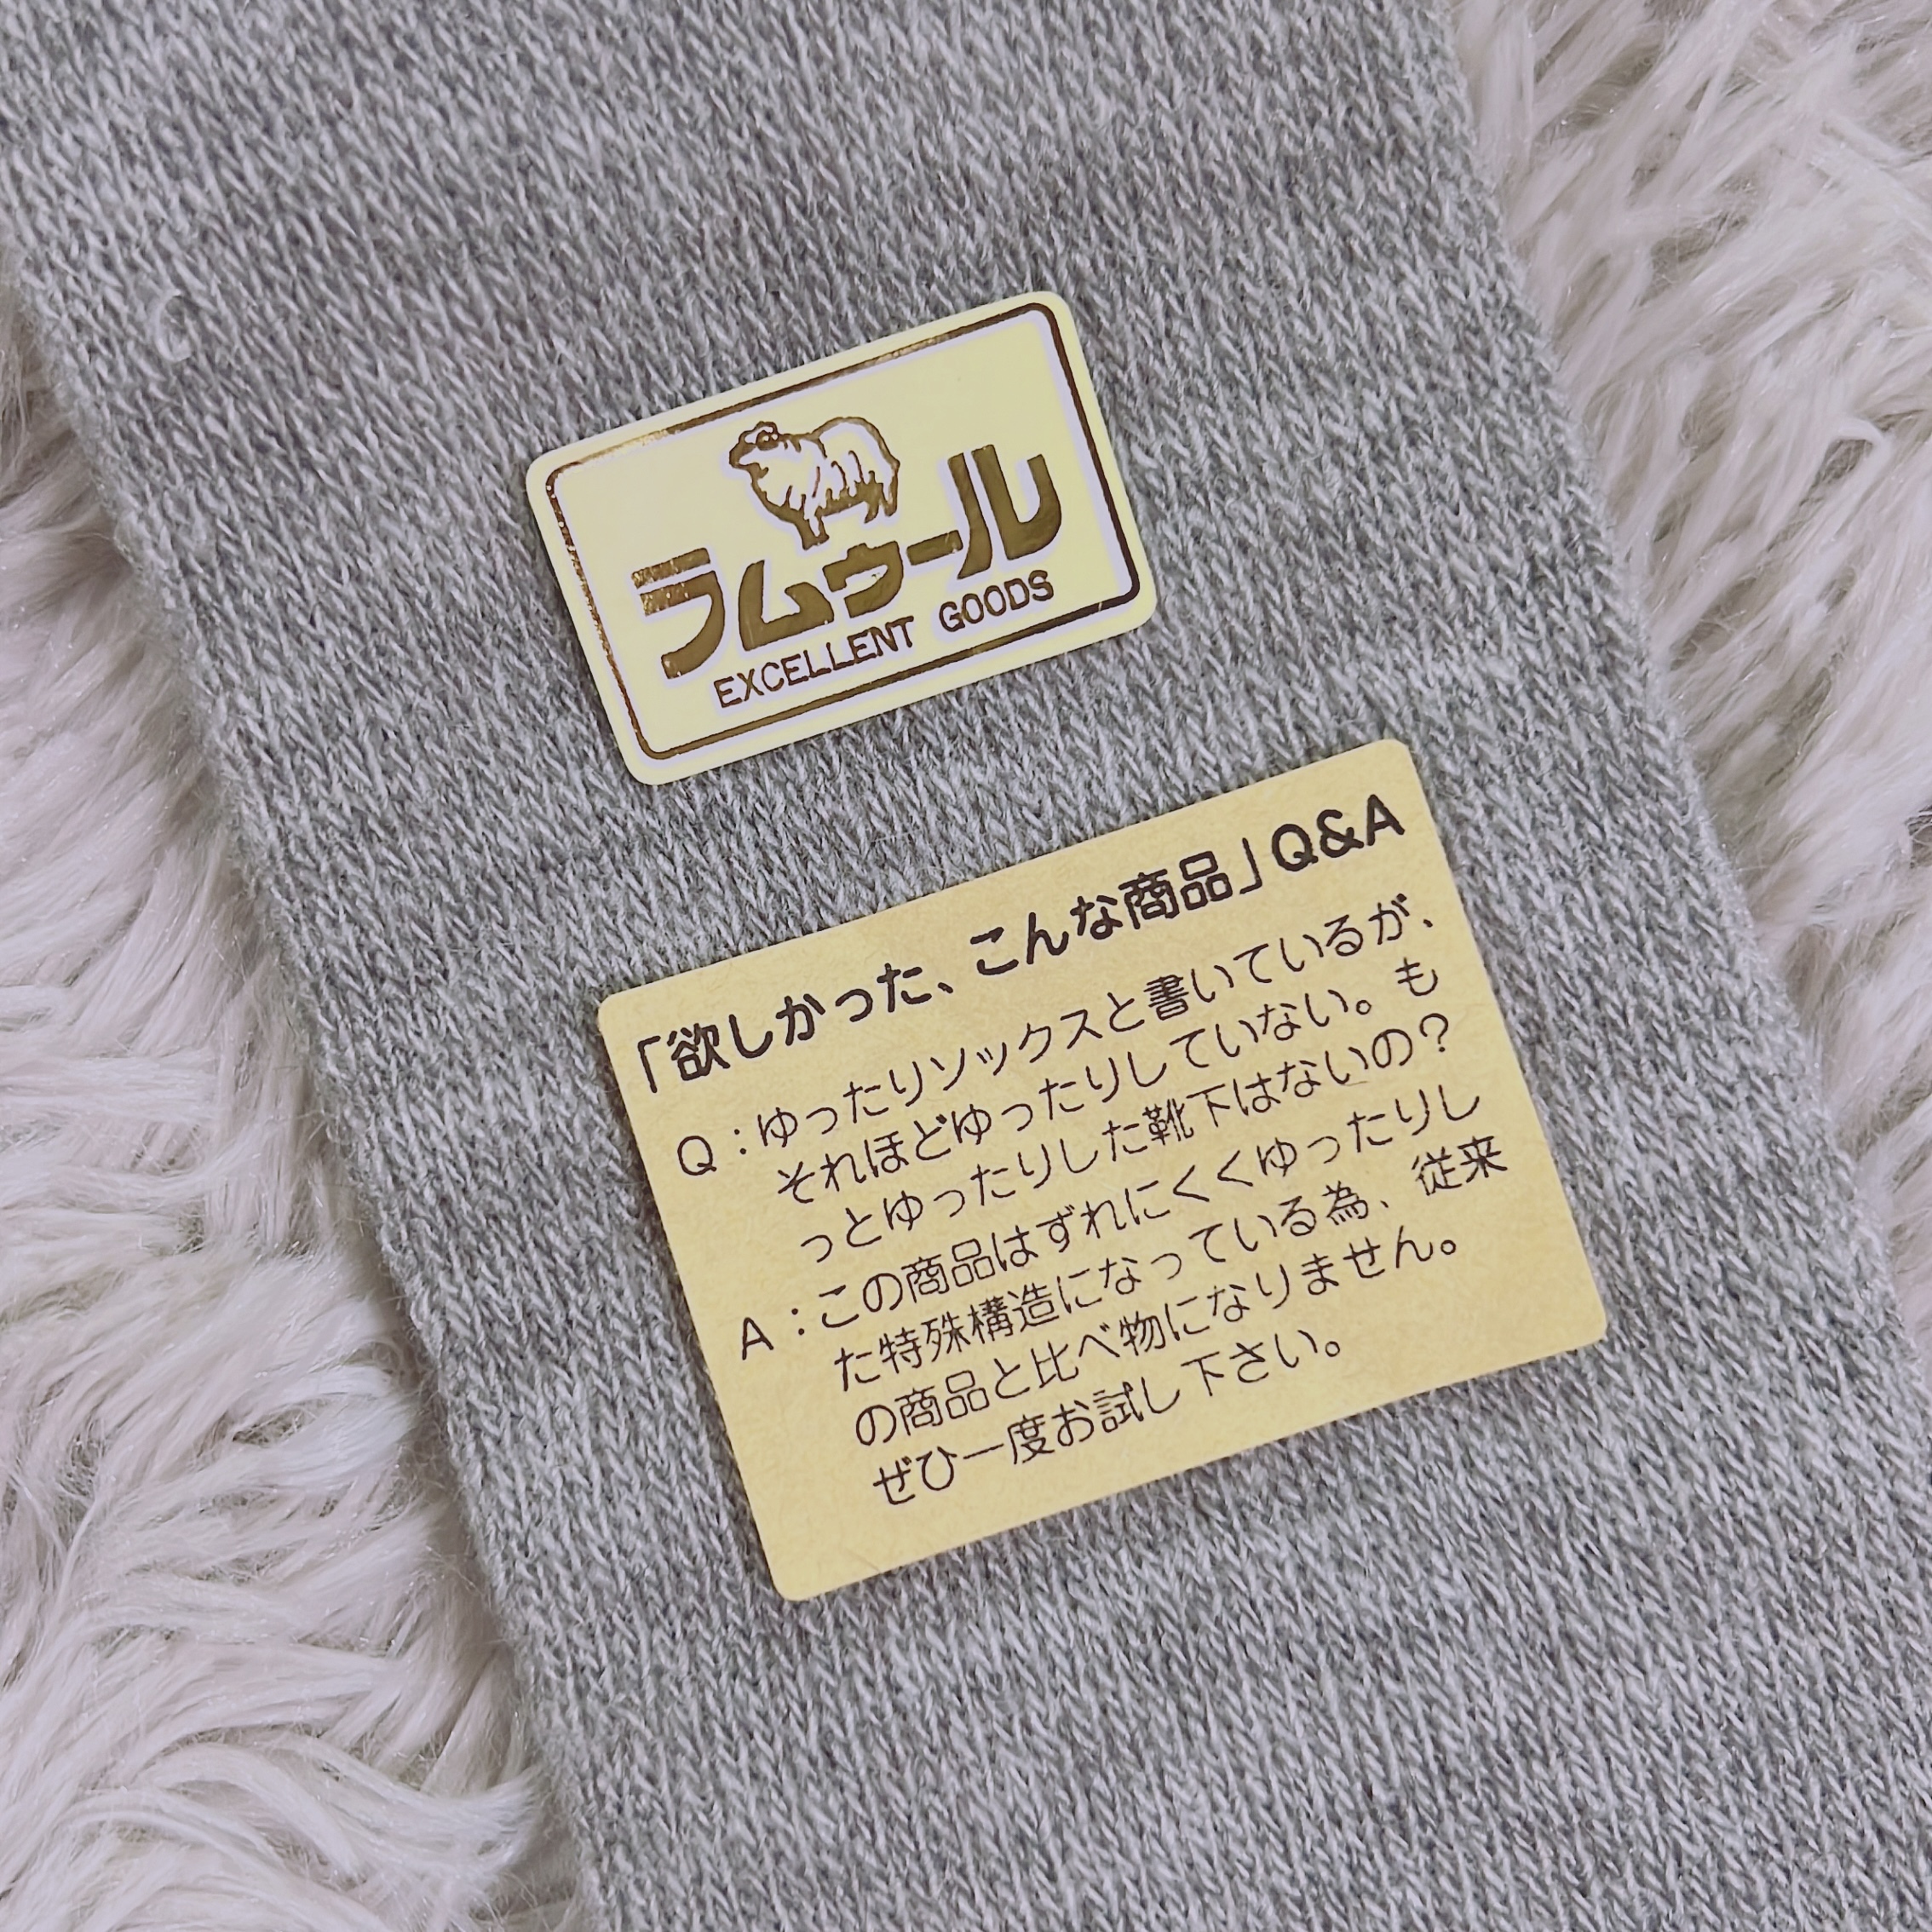 ラムウール
EXCELLENT GOODS
「欲しかった、こんな商品」Q&A
Q：ゆったりソックスと書いているが、
それほどゆったりしていない。も
っとゆったりした靴下はないの？
A：この商品はずれにくくゆったりし
た特殊構造になっている為、従来
の商品と比べ物になりません。
ぜひ一度お試し下さい。